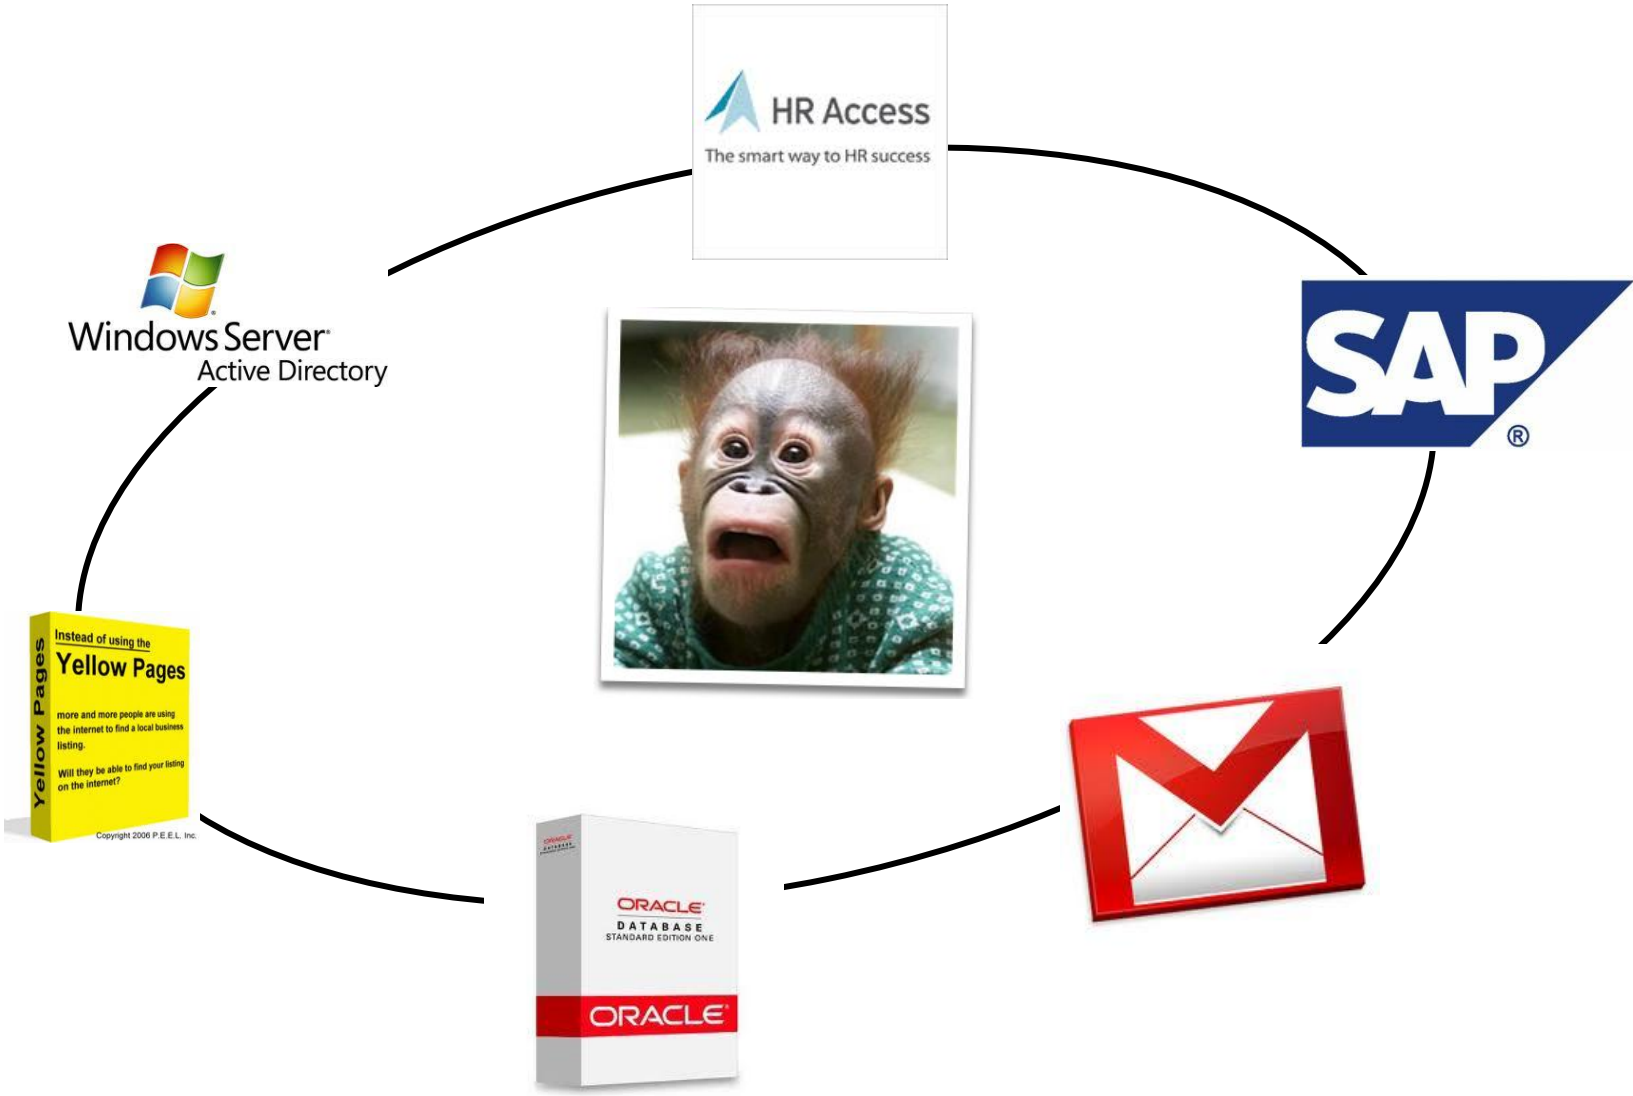 HR Access
The smart way to HR success
Windows Server
Active Directory
SAP
®
Yellow Pages
Instead of using the
Yellow Pages
more and more people are using
the internet to find a local business
listing.
Will they be able to find your listing
on the internet?
Copyright 2006 P.E.E.L. Inc.
ORACLE
DATABASE
ORACLE
DATABASE
STANDARD EDITION ONE
ORACLE